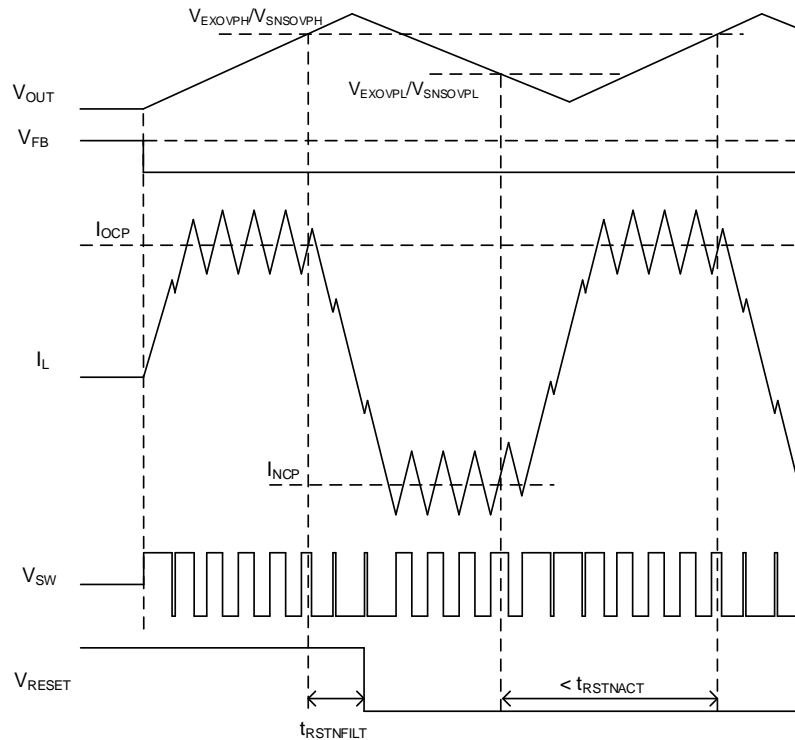 VEXOVPH/VSNSOVPH
VEXOVPL/VSNSOVPL
VOUT
VFB
IOCP
IL
INCP
VSW
VRESET
< tRSTNACT
tRSTNFILT